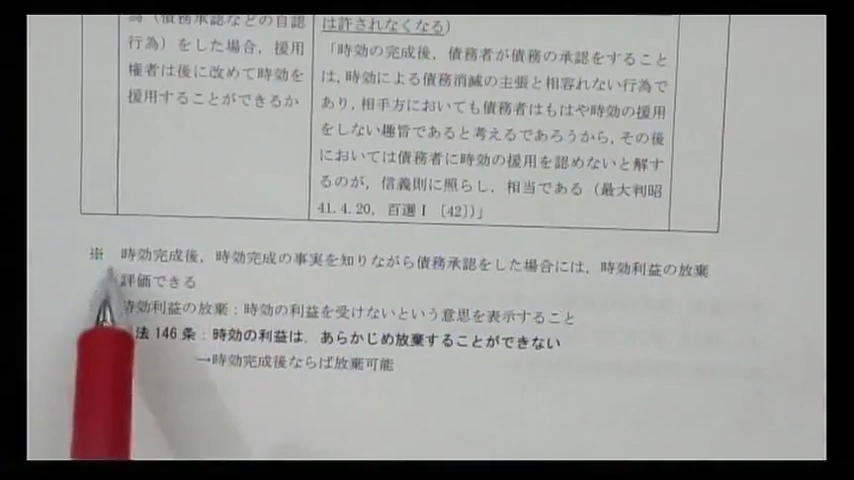 為（債務承認などの自認
行為）をした場合，援用
権者は後に改めて時効を
援用することができるか
は許されなくなる）
「時効の完成後，債務者が債務の承認をすること
は，時効による債務消滅の主張と相容れない行為で
あり，相手方においても債務者はもはや時効の援用
をしない趣旨であると考えるであろうから，その後
においては債務者に時効の援用を認めないと解す
るのが，信義則に照らし，相当である（最大判昭
41.4.20，百選Ⅰ〔42〕）」
※　時効完成後，時効完成の事実を知りながら債務承認をした場合には，時効利益の放棄
評価できる
時効利益の放棄：時効の利益を受けないという意思を表示すること
法 146 条：時効の利益は，あらかじめ放棄することができない
→時効完成後ならば放棄可能